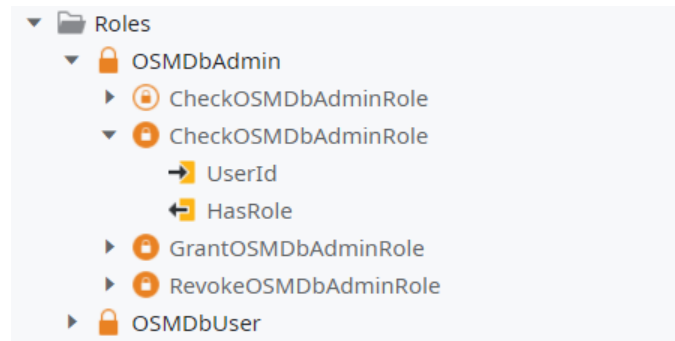 Roles
OSMDbAdmin
CheckOSMDbAdminRole
CheckOSMDbAdminRole
UserId
HasRole
GrantOSMDbAdminRole
RevokeOSMDbAdminRole
OSMDbUser